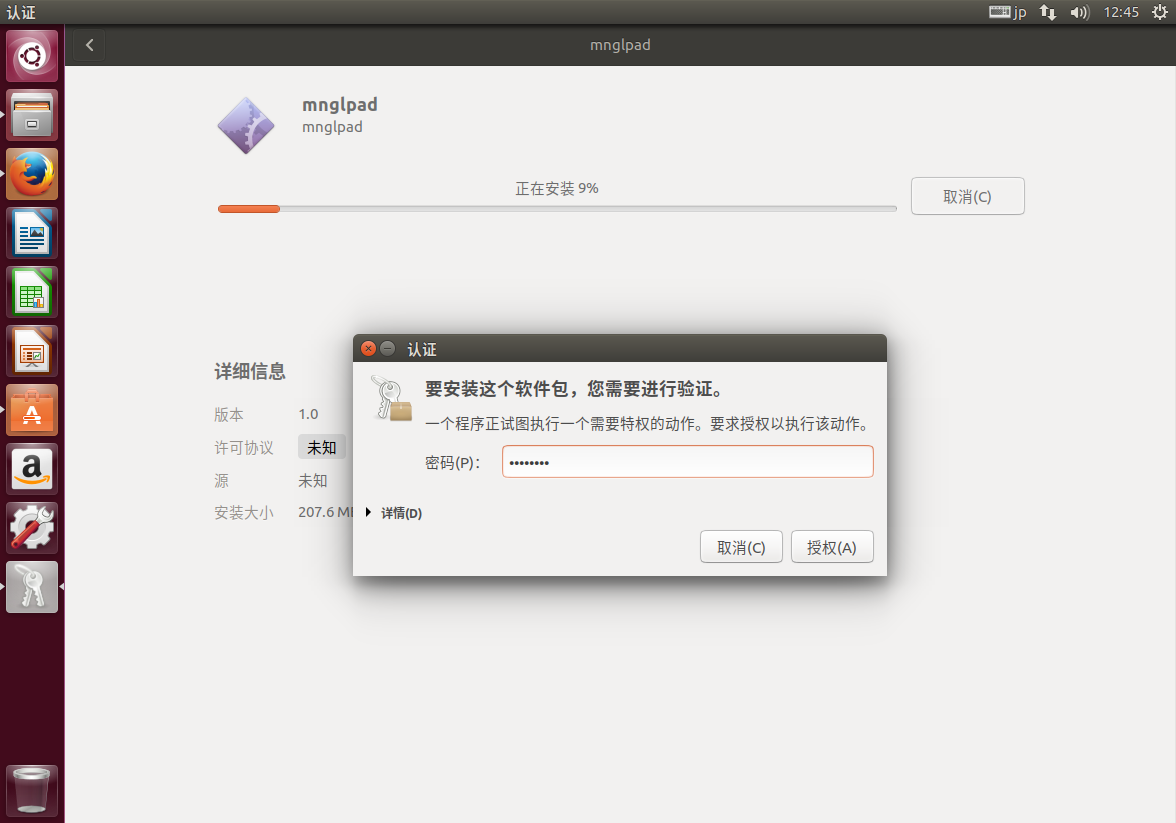 认证
jp
12:45
mnglpad
mnglpad
mnglpad
正在安装 9%
取消(C)
详细信息
版本 1.0
许可协议 未知
源 未知
安装大小 207.6 M
认证
要安装这个软件包，您需要进行验证。
一个程序正试图执行一个需要特权的动作。要求授权以执行该动作。
密码(P)： ••••••••
详情(D)
取消(C) 授权(A)